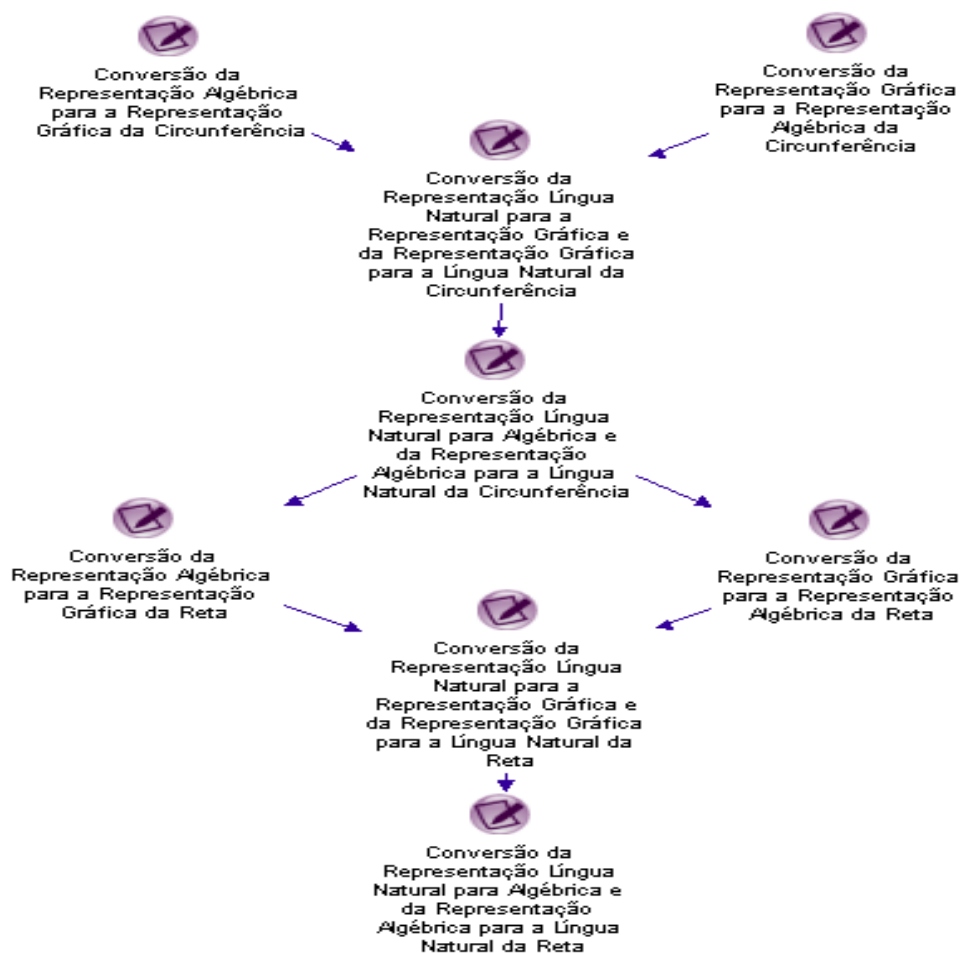 Conversão da
Representação Algébrica
para a Representação
Gráfica da Circunferência
Conversão da
Representação Gráfica
para a Representação
Algébrica da
Circunferência
Conversão da
Representação Língua
Natural para a
Representação Gráfica e
da Representação Gráfica
para a Língua Natural da
Circunferência
Conversão da
Representação Língua
Natural para Algébrica e
da Representação
Algébrica para a Língua
Natural da Circunferência
Conversão da
Representação Algébrica
para a Representação
Gráfica da Reta
Conversão da
Representação Gráfica
para a Representação
Algébrica da Reta
Conversão da
Representação Língua
Natural para a
Representação Gráfica e
da Representação Gráfica
para a Língua Natural da
Reta
Conversão da
Representação Língua
Natural para Algébrica e
da Representação
Algébrica para a Língua
Natural da Reta